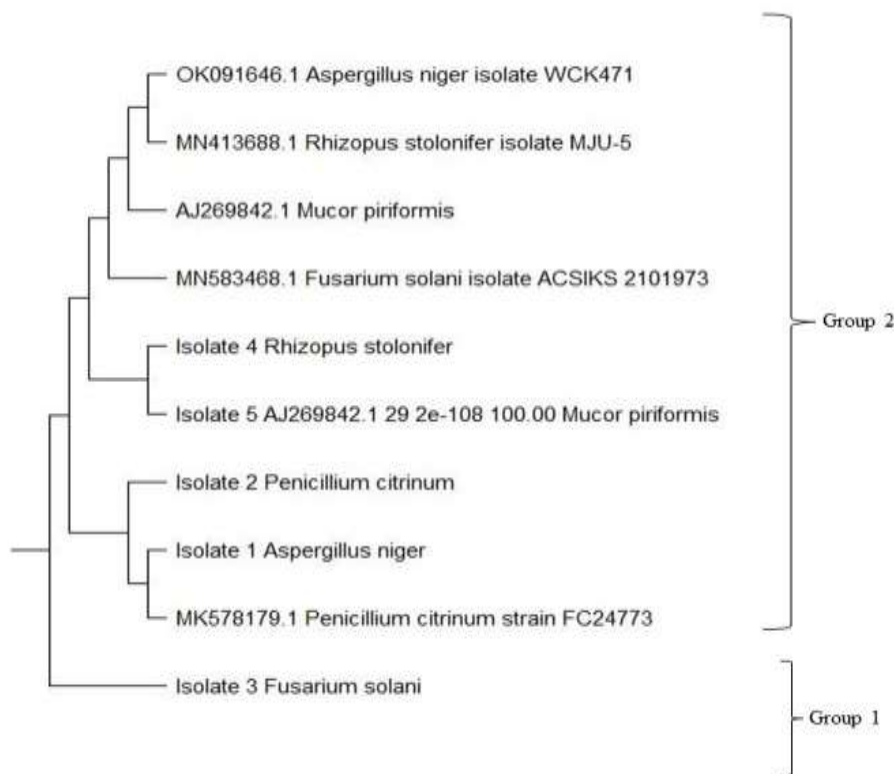 OK091646.1 Aspergillus niger isolate WCK471
MN413688.1 Rhizopus stolonifer isolate MJU-5
AJ269842.1 Mucor piriformis
MN583468.1 Fusarium solani isolate ACSIKS 2101973
Group 2
Isolate 4 Rhizopus stolonifer
Isolate 5 AJ269842.1 29 2e-108 100.00 Mucor piriformis
Isolate 2 Penicillium citrinum
Isolate 1 Aspergillus niger
MK578179.1 Penicillium citrinum strain FC24773
Isolate 3 Fusarium solani
Group 1